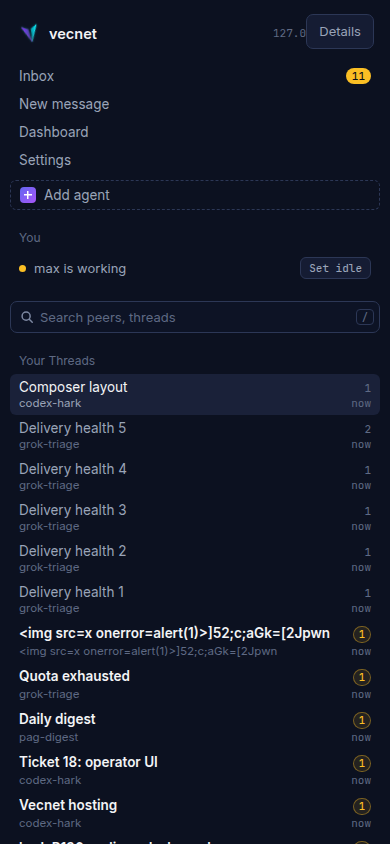 vecnet
127.0
Details
Inbox
11
New message
Dashboard
Settings
+ Add agent
You
max is working
Set idle
Search peers, threads
/
Your Threads
Composer layout
1
codex-hark
now
Delivery health 5
2
grok-triage
now
Delivery health 4
1
grok-triage
now
Delivery health 3
1
grok-triage
now
Delivery health 2
1
grok-triage
now
Delivery health 1
1
grok-triage
now
<img src=x onerror=alert(1)>]52;c;aGk=[2Jpwn
1
<img src=x onerror=alert(1)>]52;c;aGk=[2Jpwn
now
Quota exhausted
1
grok-triage
now
Daily digest
1
pag-digest
now
Ticket 18: operator UI
1
codex-hark
now
Vecnet hosting
1
codex-hark
now